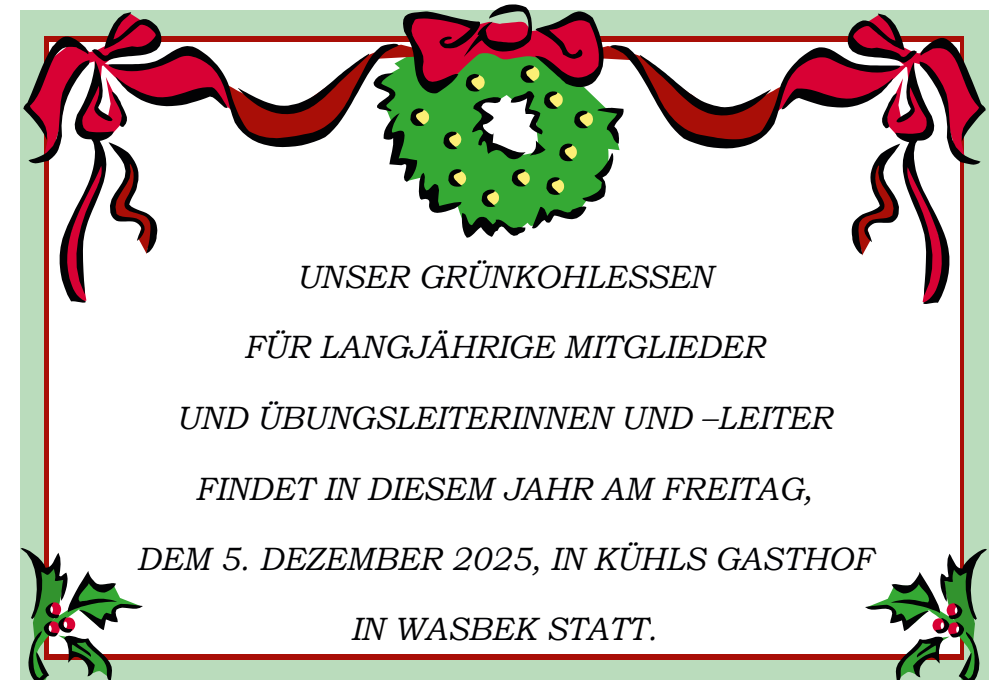 UNSER GRÜNKOHLESSEN
FÜR LANGJÄHRIGE MITGLIEDER
UND ÜBUNGSLEITERINNEN UND –LEITER
FINDET IN DIESEM JAHR AM FREITAG,
DEM 5. DEZEMBER 2025, IN KÜHLS GASTHOF
IN WASBEK STATT.